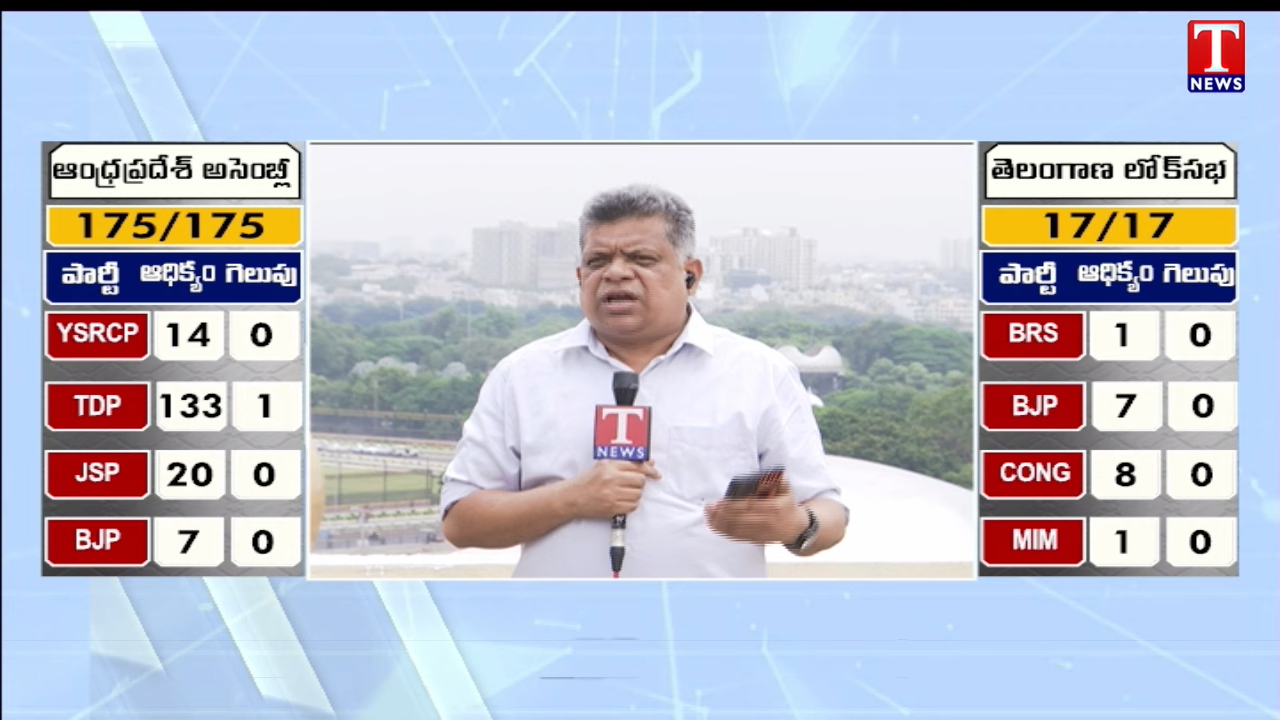 T
NEWS
ఆంధ్రప్రదేశ్ అసెంబ్లీ
175/175
పార్టీ ఆధిక్యం గెలుపు
YSRCP 14 0
TDP 133 1
JSP 20 0
BJP 7 0
T
NEWS
తెలంగాణ లోక్‌సభ
17/17
పార్టీ ఆధిక్యం గెలుపు
BRS 1 0
BJP 7 0
CONG 8 0
MIM 1 0